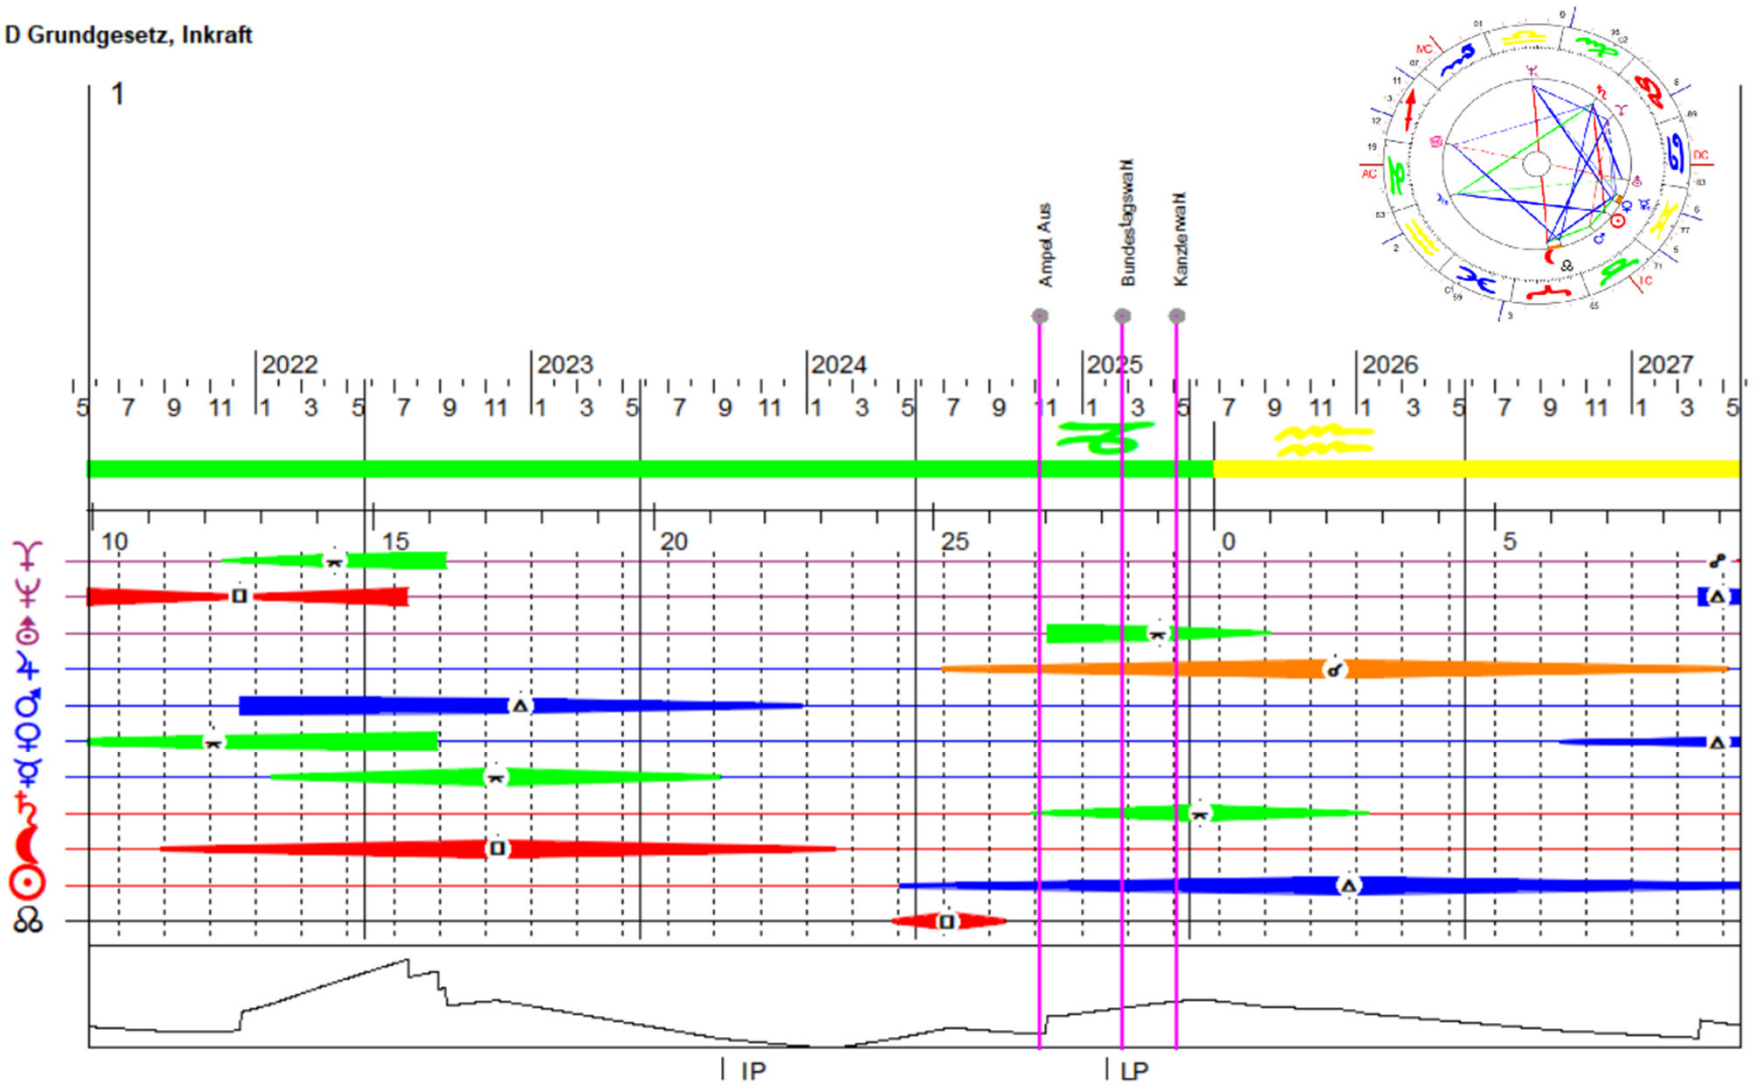 D Grundgesetz, Inkraft
1
Ampel Aus
Bundestagswahl
Kanzlerwahl
MC
AC
DC
IC
2022 2023 2024 2025 2026 2027
5 7 9 11 1 3 5 7 9 11 1 3 5 7 9 11 1 3 5 7 9 11 1 3 5 7 9 11 1 3 5 7 9 11 1 3 5
10 15 20 25 0 5
IP LP